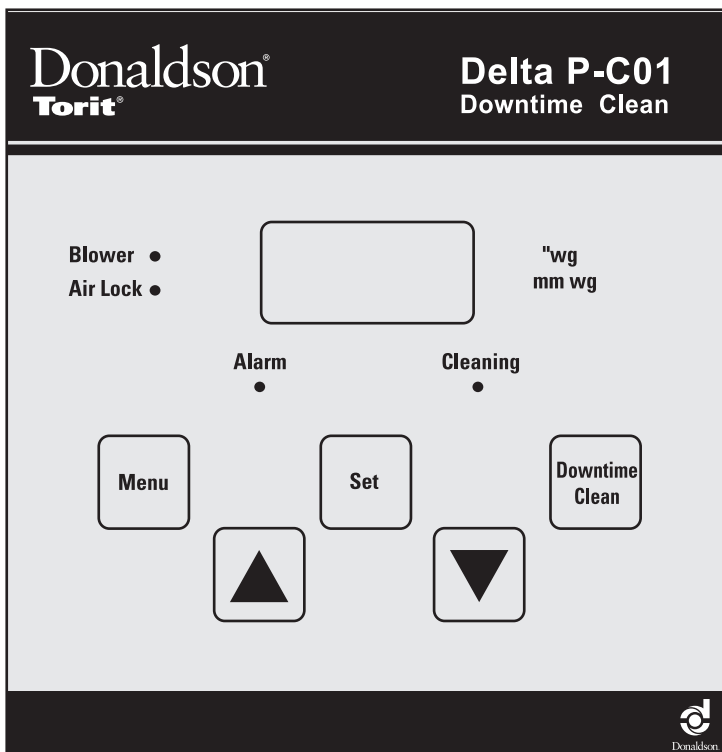 Donaldson®
Torit®
Delta P-C01
Downtime Clean
Blower
Air Lock
"wg
mm wg
Alarm
Cleaning
Menu
Set
Downtime
Clean
Donaldson